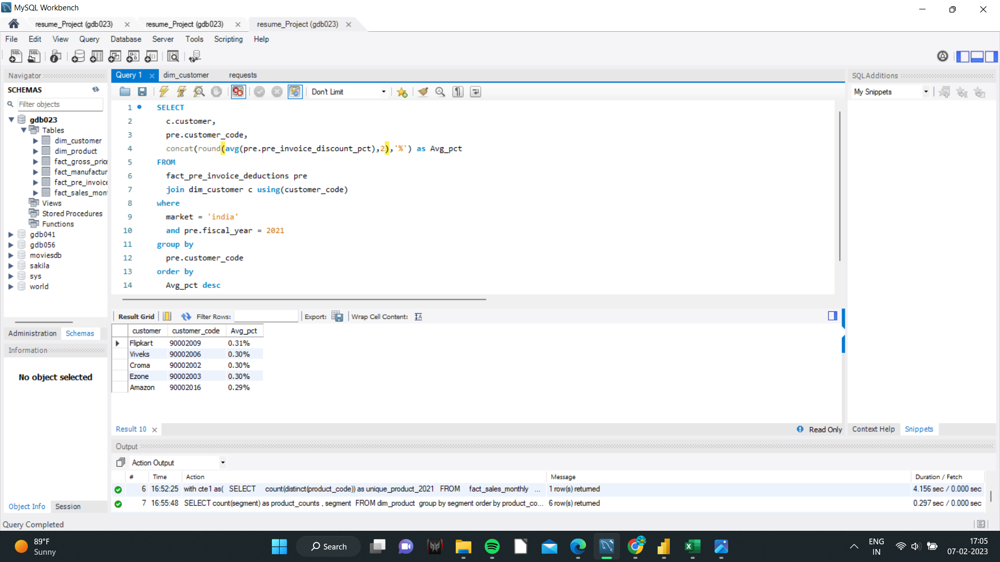 MySQL Workbench
resume_Project (gdb023)
resume_Project (gdb023)
resume_Project (gdb023)
File Edit View Query Database Server Tools Scripting Help
Navigator
SCHEMAS
Filter objects
gdb023
Tables
dim_customer
dim_product
fact_gross_price
fact_manufactur
fact_pre_invoice
fact_sales_mon
Views
Stored Procedures
Functions
gdb041
gdb056
moviesdb
sakila
sys
world
Administration Schemas
Information
No object selected
Object Info Session
Query Completed
Query 1 dim_customer requests
Don't Limit
1 SELECT
2 c.customer,
3 pre.customer_code,
4 concat(round(avg(pre.pre_invoice_discount_pct),2),'%') as Avg_pct
5 FROM
6 fact_pre_invoice_deductions pre
7 join dim_customer c using(customer_code)
8 where
9 market = 'india'
10 and pre.fiscal_year = 2021
11 group by
12 pre.customer_code
13 order by
14 Avg_pct desc
Result Grid Filter Rows: Export: Wrap Cell Content:
customer customer_code Avg_pct
Flipkart 90002009 0.31%
Viveks 90002006 0.30%
Croma 90002002 0.30%
Ezone 90002003 0.30%
Amazon 90002016 0.29%
Result 10
Read Only
SQLAdditions
My Snippets
Context Help Snippets
Output
Action Output
# Time Action Message Duration / Fetch
6 16:52:25 with cte1 as( SELECT count(distinct(product_code)) as unique_product_2021 FROM fact_sales_monthly ... 1 row(s) returned 4.156 sec / 0.000 sec
7 16:55:48 SELECT count(segment) as product_counts , segment FROM dim_product group by segment order by product_co... 6 row(s) returned 0.297 sec / 0.000 sec
89°F
Sunny
Search
ENG
IN
17:05
07-02-2023